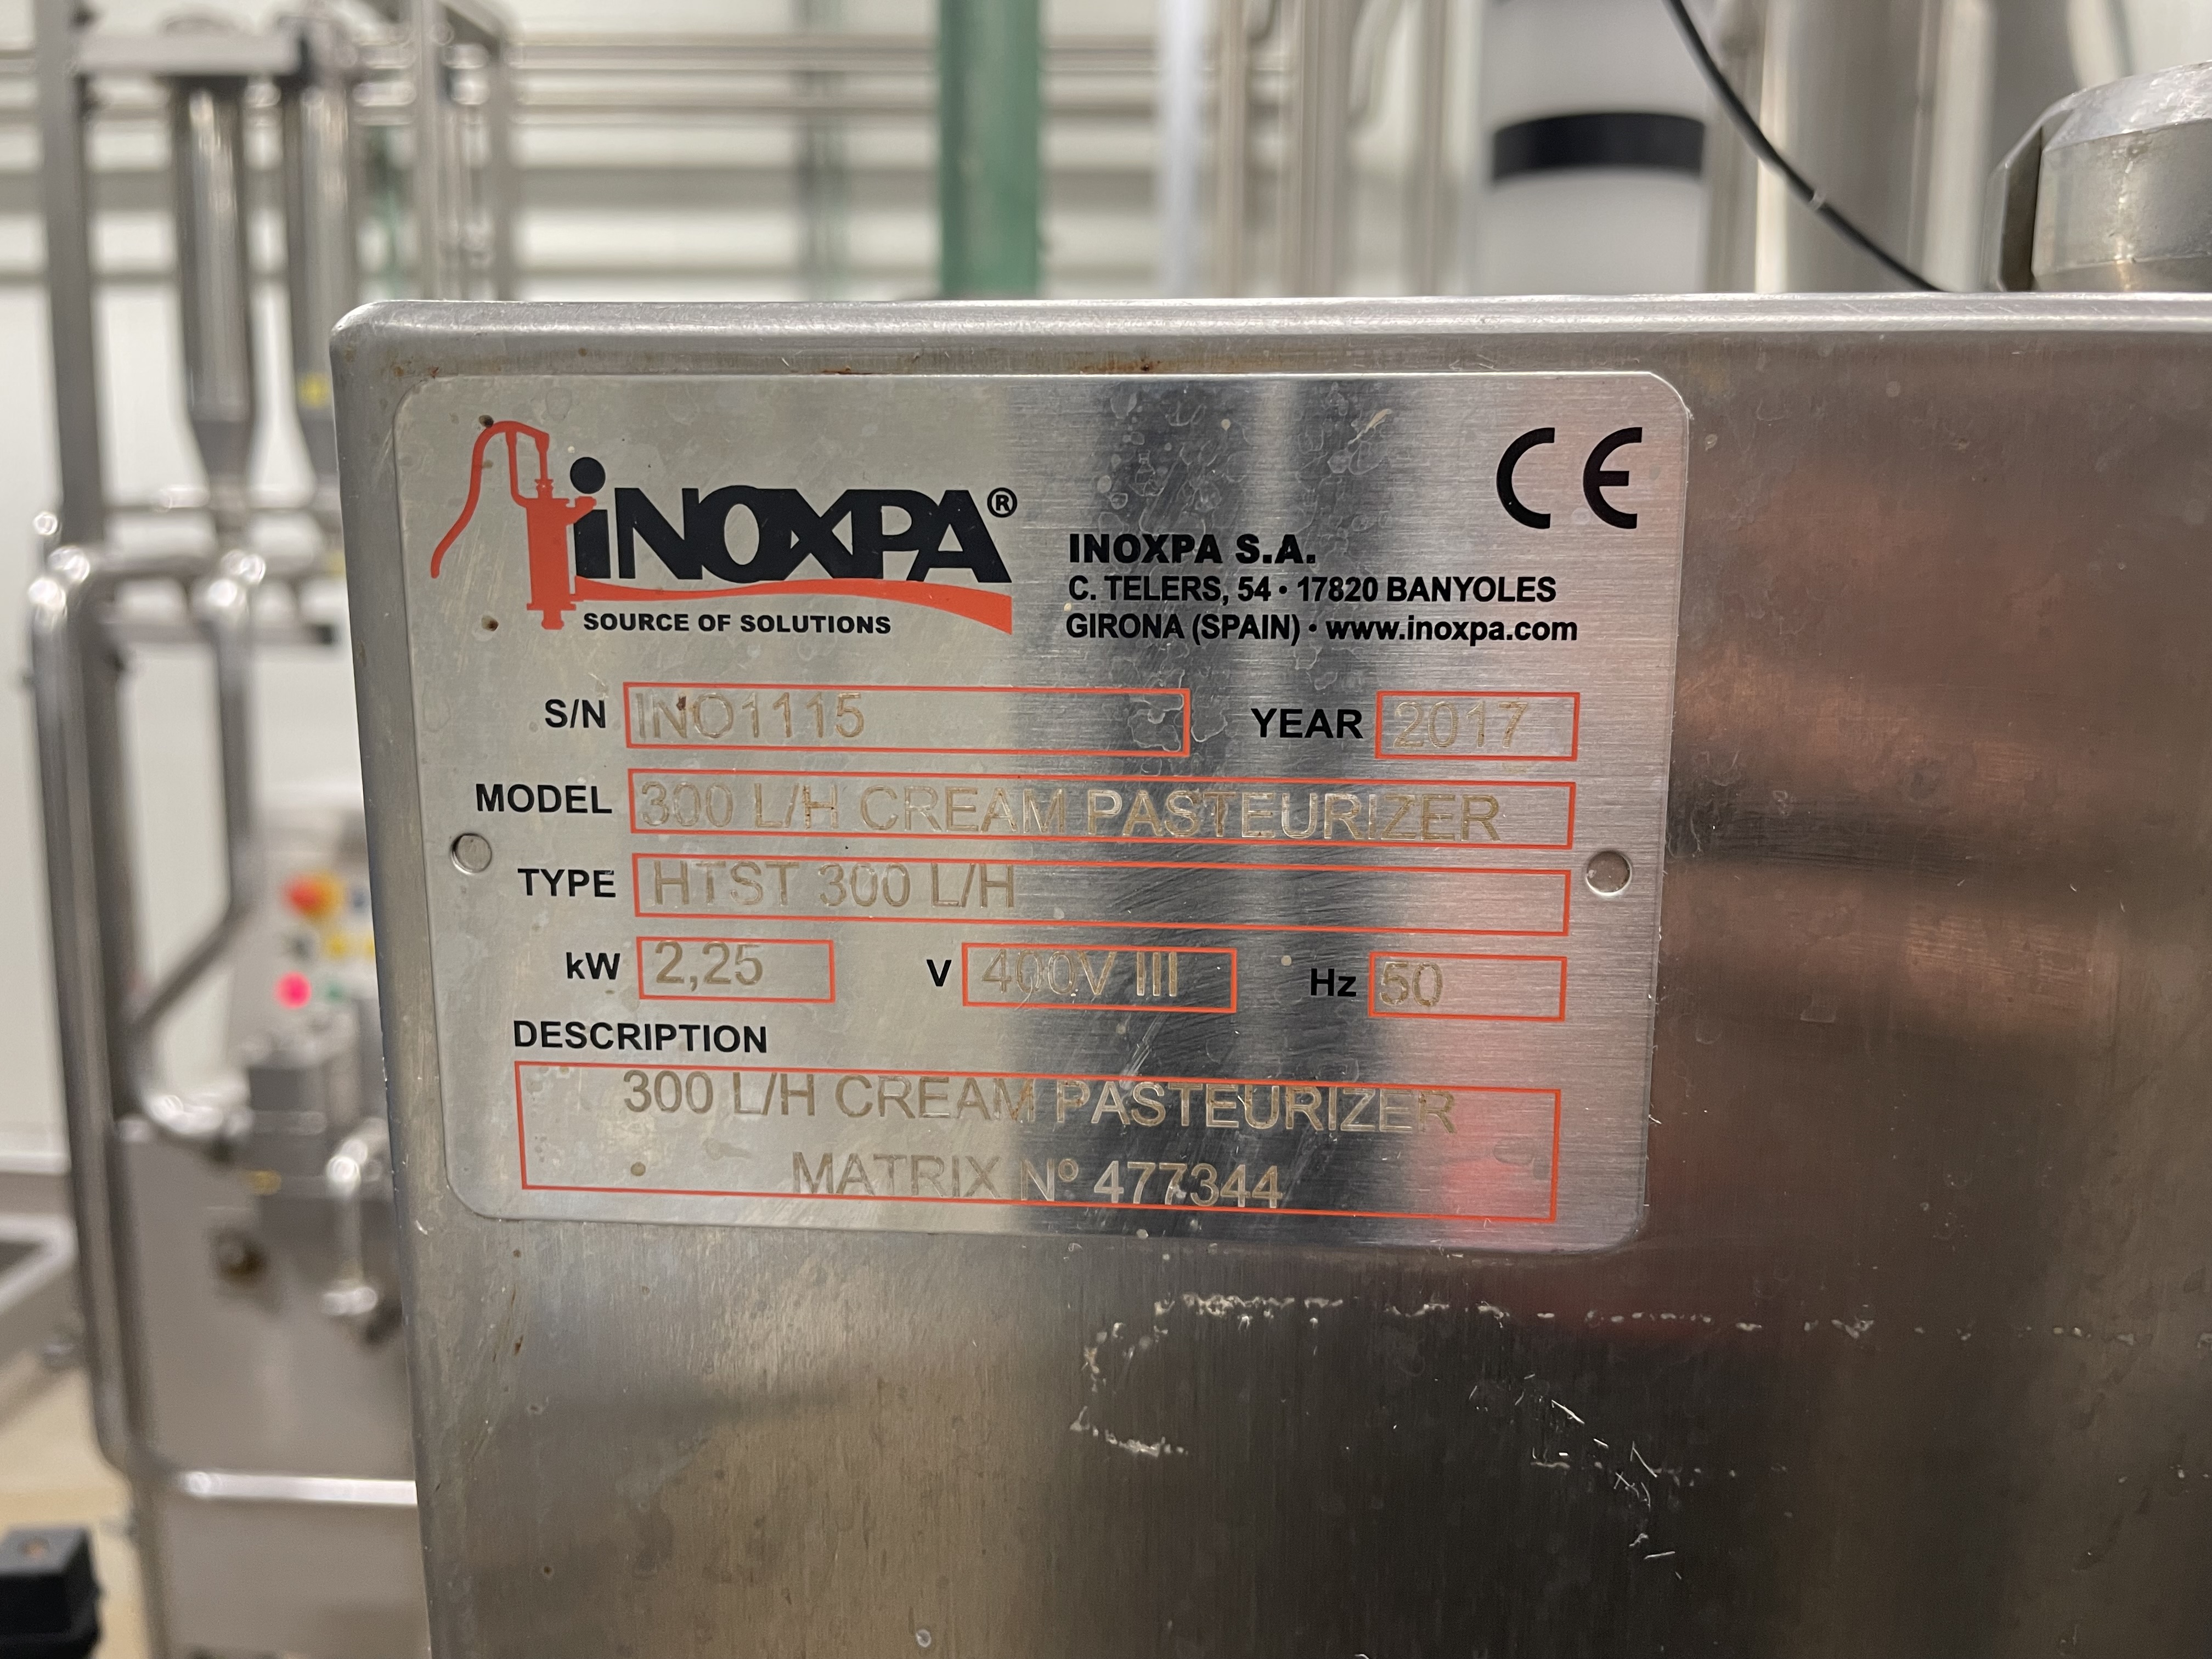 iNOXPA®
SOURCE OF SOLUTIONS
CE
INOXPA S.A.
C. TELERS, 54 • 17820 BANYOLES
GIRONA (SPAIN) • www.inoxpa.com
S/N INO1115 YEAR 2017
MODEL 300 L/H CREAM PASTEURIZER
TYPE HTST 300 L/H
kW 2,25 V 400V III Hz 50
DESCRIPTION
300 L/H CREAM PASTEURIZER
MATRIX Nº 477344